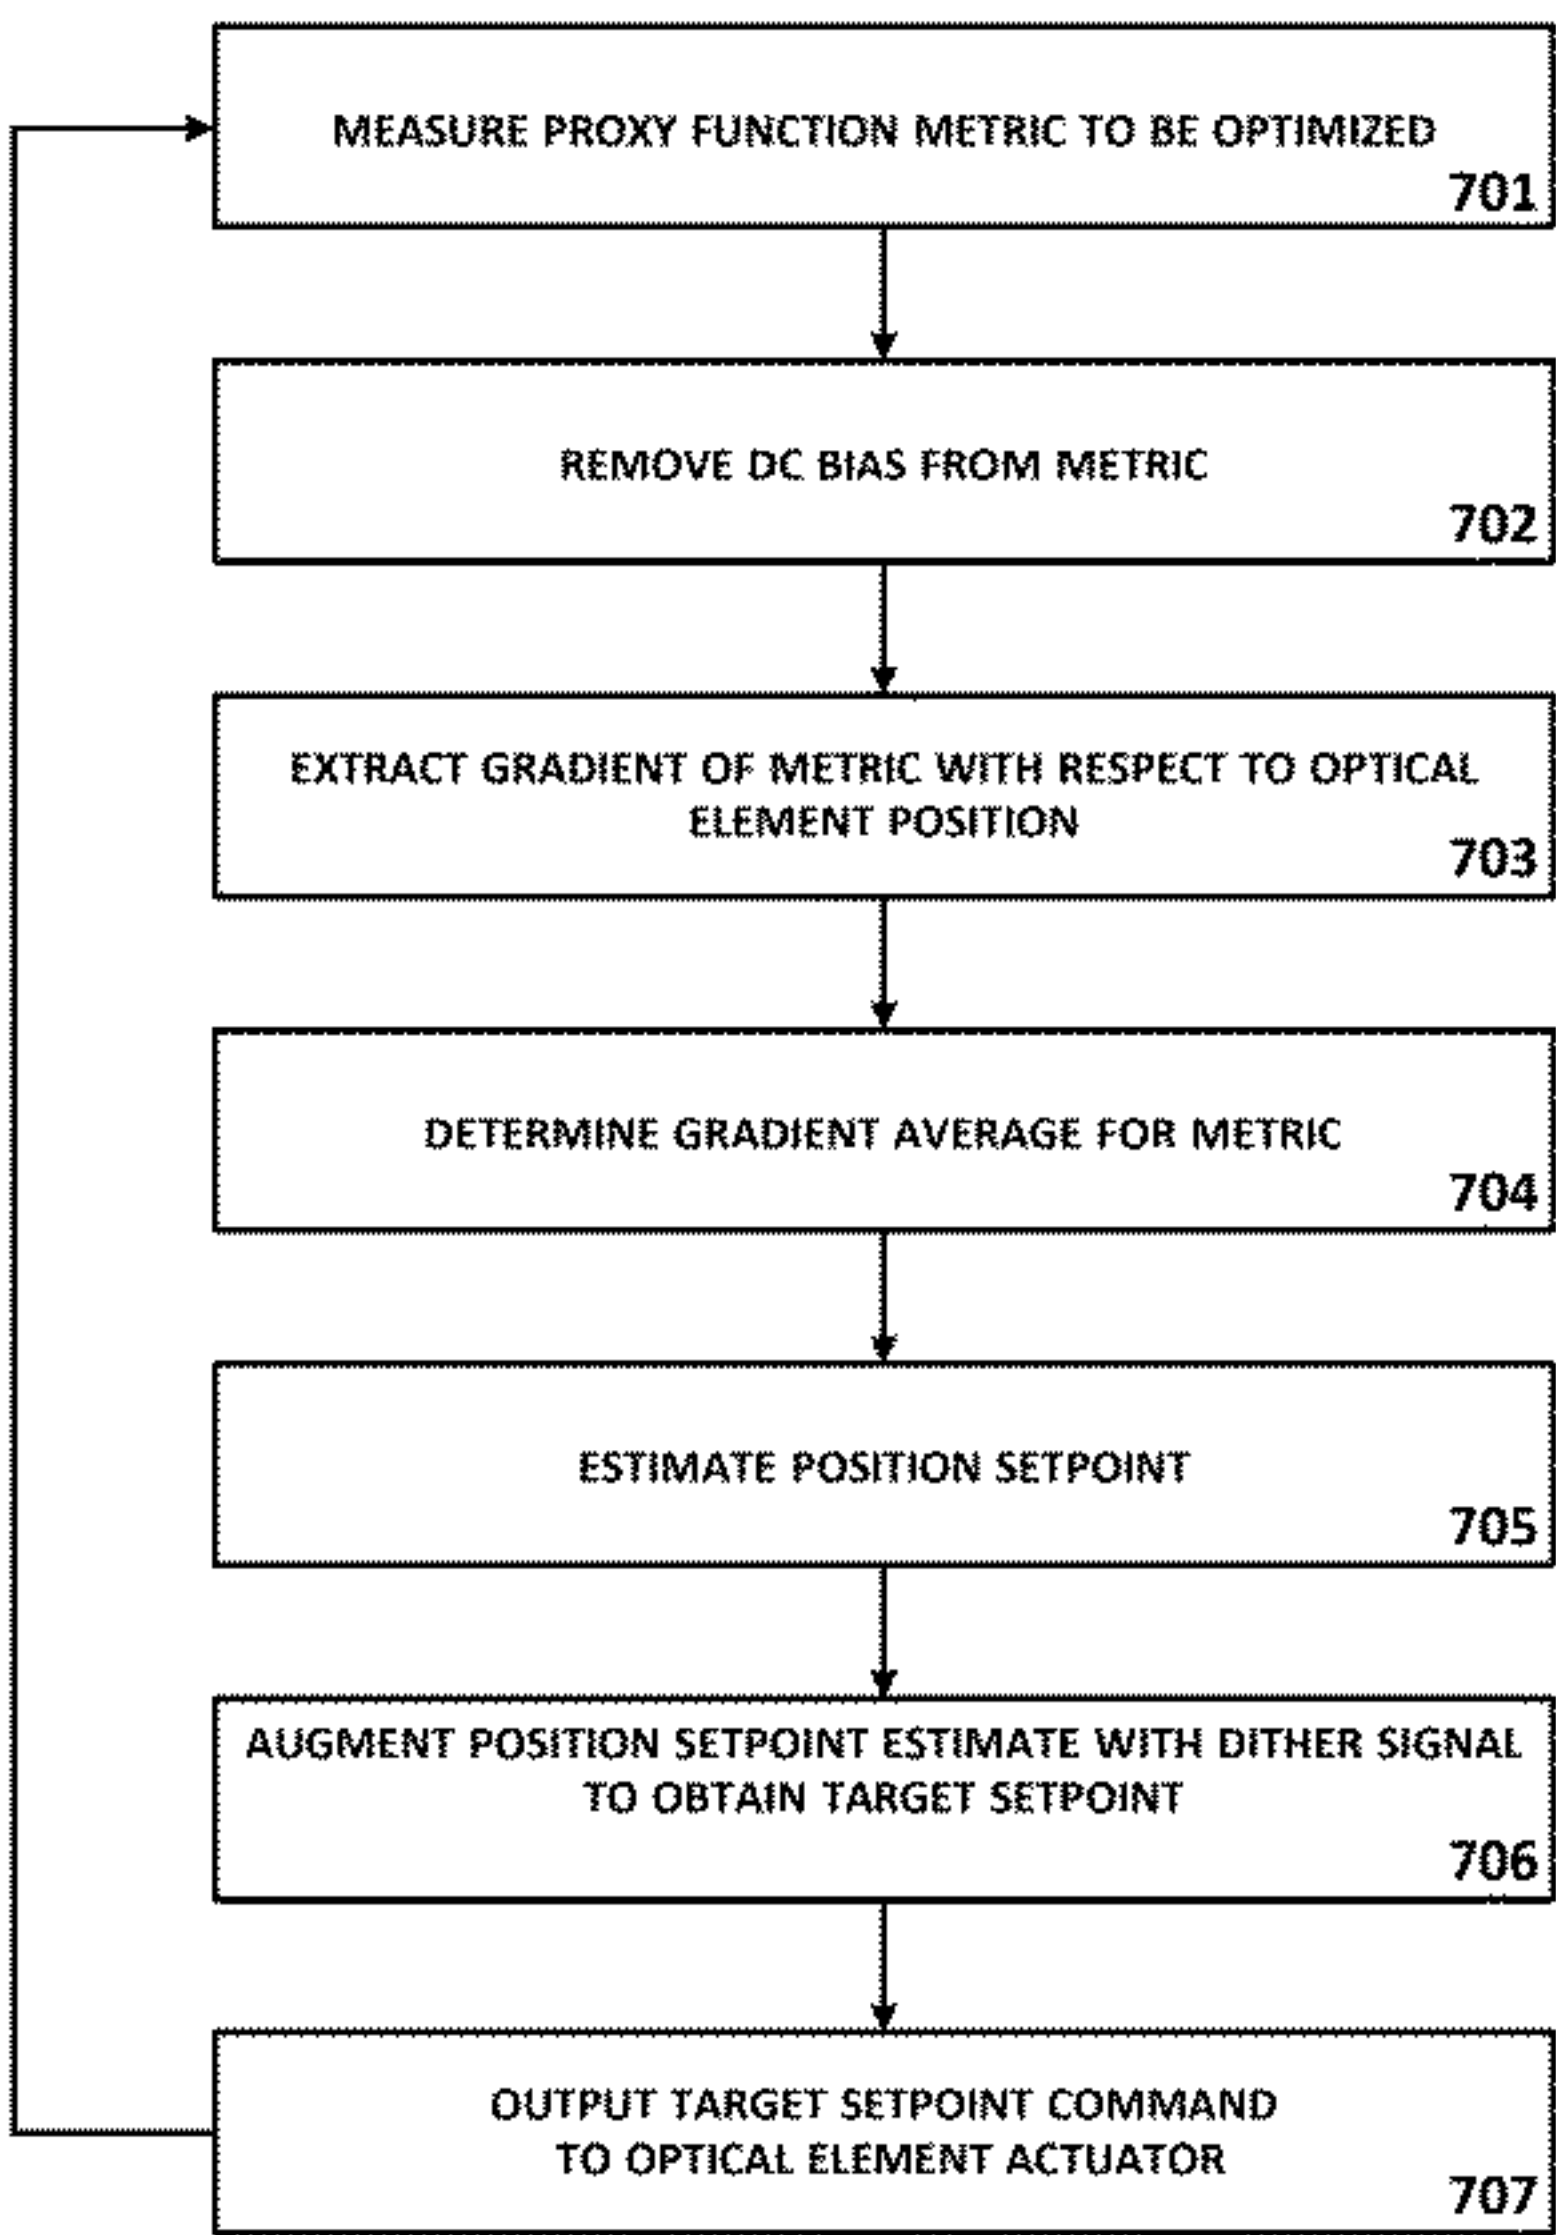 MEASURE PROXY FUNCTION METRIC TO BE OPTIMIZED
701
REMOVE DC BIAS FROM METRIC
702
EXTRACT GRADIENT OF METRIC WITH RESPECT TO OPTICAL
ELEMENT POSITION
703
DETERMINE GRADIENT AVERAGE FOR METRIC
704
ESTIMATE POSITION SETPOINT
705
AUGMENT POSITION SETPOINT ESTIMATE WITH DITHER SIGNAL
TO OBTAIN TARGET SETPOINT
706
OUTPUT TARGET SETPOINT COMMAND
TO OPTICAL ELEMENT ACTUATOR
707